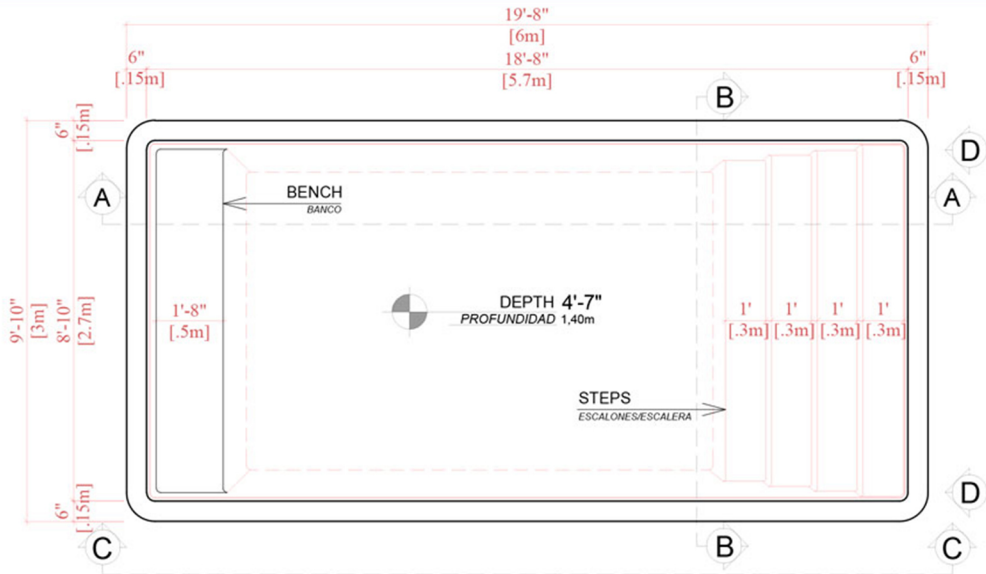 19'-8"
[6m]
6"
[.15m]
18'-8"
[5.7m]
6"
[.15m]
B
6"
[.15m]
D
A
BENCH
BANCO
A
9'-10"
[3m]
8'-10"
[2.7m]
1'-8"
[.5m]
DEPTH 4'-7"
PROFUNDIDAD 1,40m
1'
[.3m]
1'
[.3m]
1'
[.3m]
1'
[.3m]
STEPS
ESCALONES/ESCALERA
6"
[.15m]
D
C
B
C